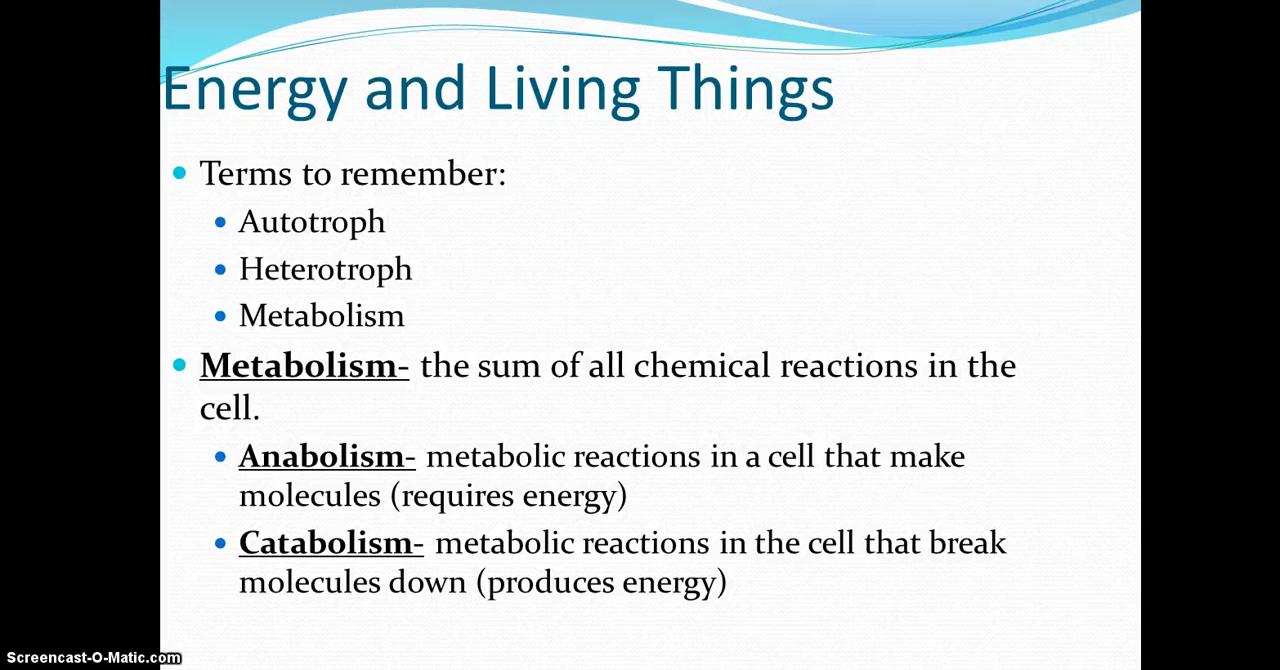 Energy and Living Things
Terms to remember:
Autotroph
Heterotroph
Metabolism
Metabolism- the sum of all chemical reactions in the
cell.
Anabolism- metabolic reactions in a cell that make
molecules (requires energy)
Catabolism- metabolic reactions in the cell that break
molecules down (produces energy)
Screencast-O-Matic.com